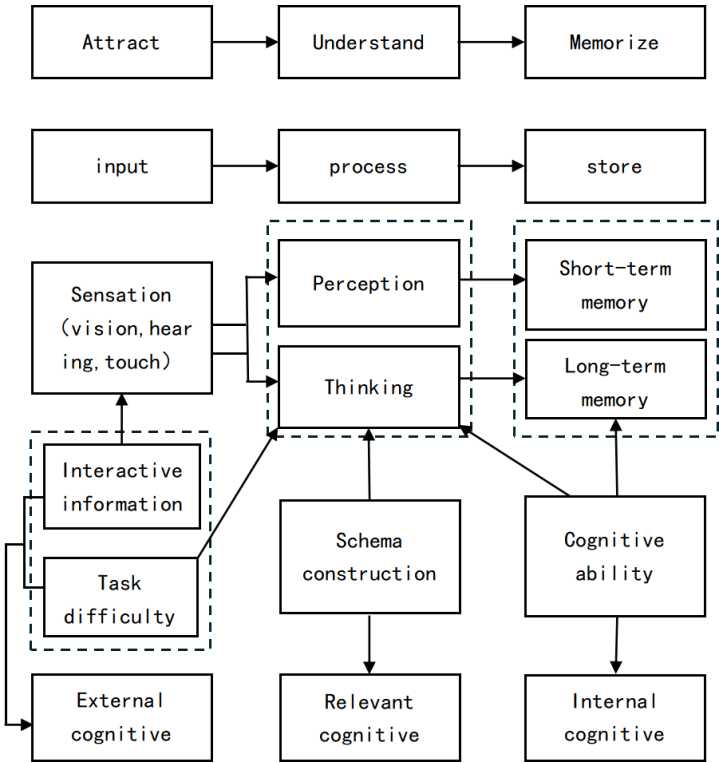 Attract
Understand
Memorize
input
process
store
Sensation
（vision,hear
ing,touch）
Perception
Thinking
Short-term
memory
Long-term
memory
Interactive
information
Task
difficulty
Schema
construction
Cognitive
ability
External
cognitive
Relevant
cognitive
Internal
cognitive